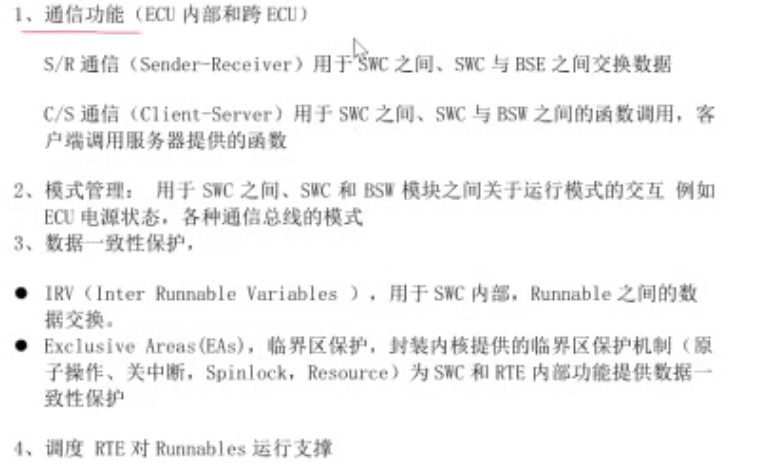 1、通信功能（ECU 内部和跨 ECU）
S/R 通信（Sender-Receiver）用于 SWC 之间、SWC 与 BSE 之间交换数据
C/S 通信（Client-Server）用于 SWC 之间、SWC 与 BSW 之间的函数调用，客
户端调用服务器提供的函数
2、模式管理： 用于 SWC 之间、SWC 和 BSW 模块之间关于运行模式的交互 例如
ECU 电源状态，各种通信总线的模式
3、数据一致性保护，
● IRV（Inter Runnable Variables ），用于 SWC 内部，Runnable 之间的数
据交换。
● Exclusive Areas(EAs)，临界区保护，封装内核提供的临界区保护机制（原
子操作、关中断，Spinlock，Resource）为 SWC 和 RTE 内部功能提供数据一
致性保护
4、调度 RTE 对 Runnables 运行支撑